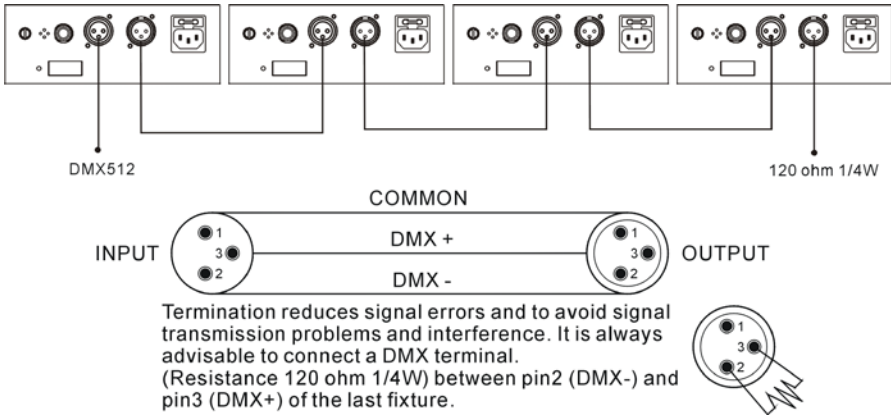 DMX512
120 ohm 1/4W
COMMON
INPUT
1
3
2
DMX +
DMX -
1
3
2
OUTPUT
Termination reduces signal errors and to avoid signal
transmission problems and interference. It is always
advisable to connect a DMX terminal.
(Resistance 120 ohm 1/4W) between pin2 (DMX-) and
pin3 (DMX+) of the last fixture.
1
3
2